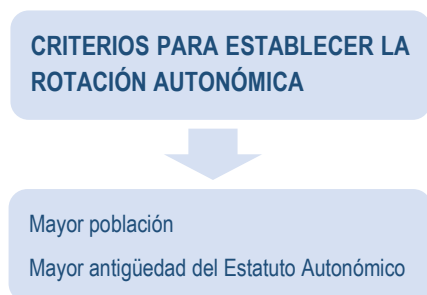 CRITERIOS PARA ESTABLECER LA
ROTACIÓN AUTONÓMICA
Mayor población
Mayor antigüedad del Estatuto Autonómico